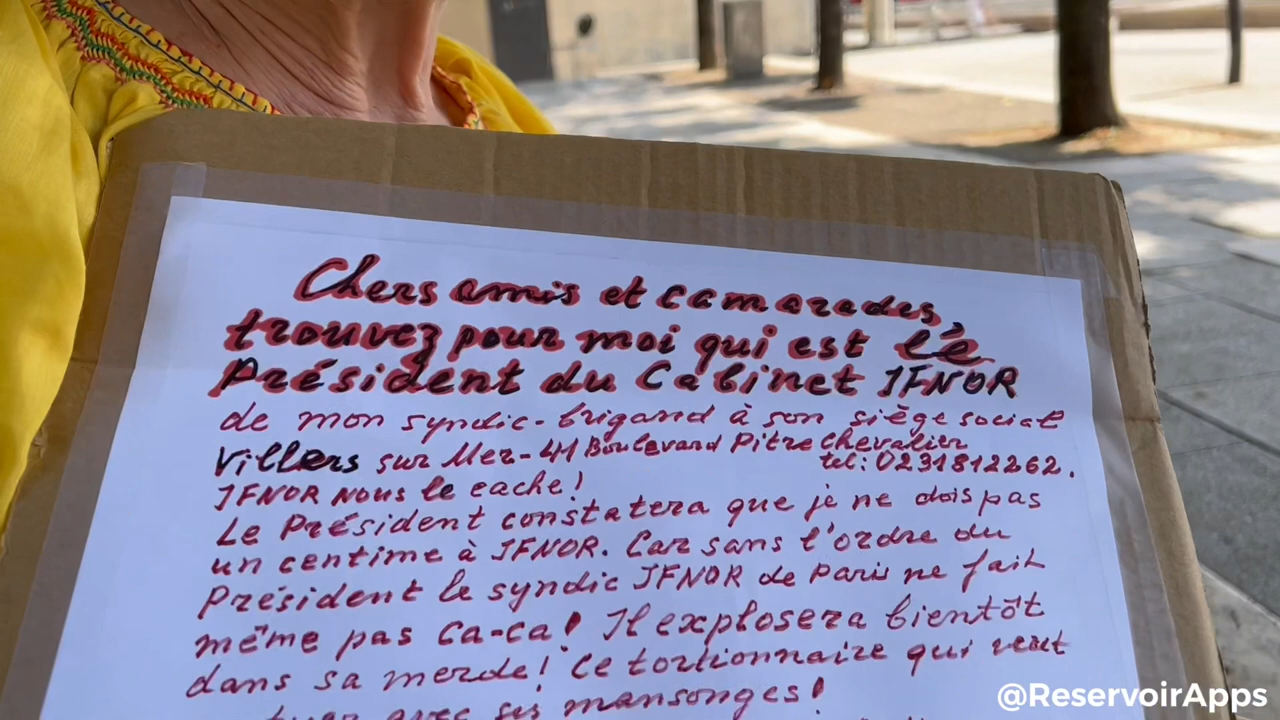 Chers amis et camarades,
trouvez pour moi qui est le
Président du Cabinet IFNOR
de mon syndic-brigand à son siège social
Villers sur Mer-41 Boulevard Pitre Chevalier
tel: 0231812262.
IFNOR nous le cache!
Le Président constatera que je ne dois pas
un centime à IFNOR. Car sans l'ordre du
Président le syndic IFNOR de Paris ne fait
même pas ca-ca! Il explosera bientôt
dans sa merde! Ce tortionnaire qui veut
tuer avec ses mansonges!
@ReservoirApps